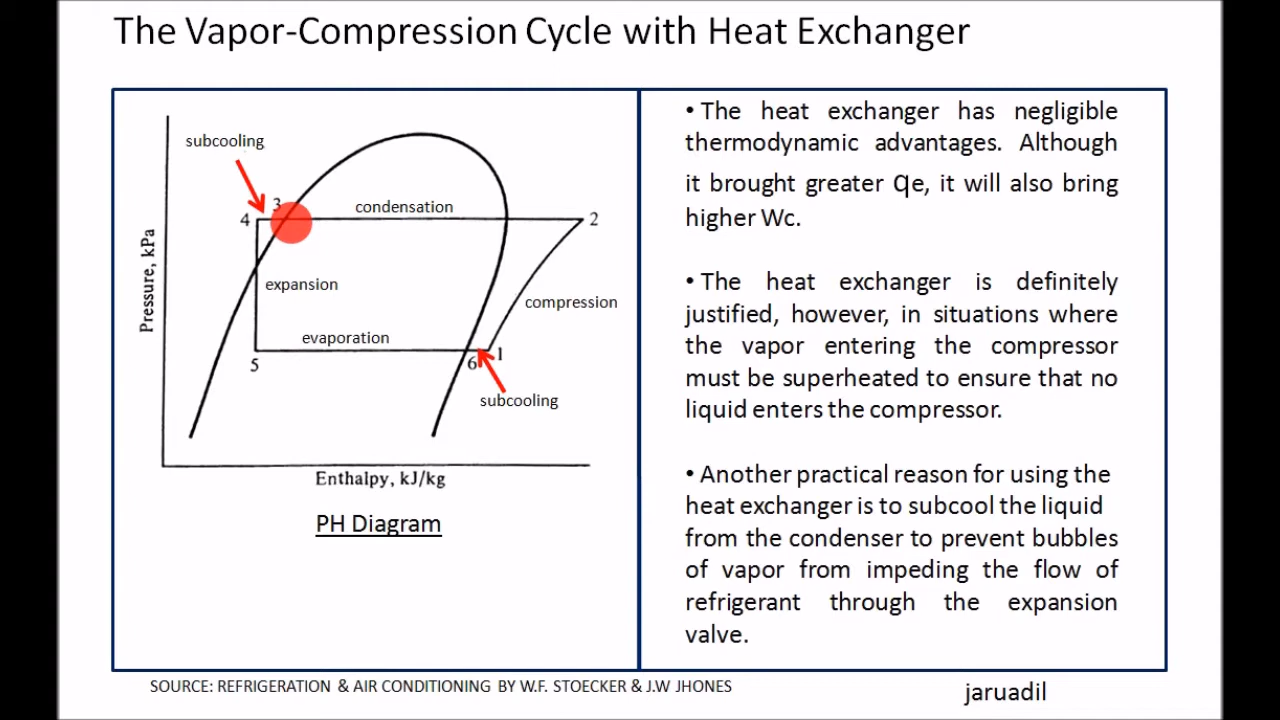 The Vapor-Compression Cycle with Heat Exchanger
subcooling
3
4
condensation
2
expansion
compression
evaporation
1
5
6
subcooling
Pressure, kPa
Enthalpy, kJ/kg
PH Diagram
• The heat exchanger has negligible
thermodynamic advantages. Although
it brought greater qe, it will also bring
higher Wc.
• The heat exchanger is definitely
justified, however, in situations where
the vapor entering the compressor
must be superheated to ensure that no
liquid enters the compressor.
• Another practical reason for using the
heat exchanger is to subcool the liquid
from the condenser to prevent bubbles
of vapor from impeding the flow of
refrigerant through the expansion
valve.
SOURCE: REFRIGERATION & AIR CONDITIONING BY W.F. STOECKER & J.W JHONES
jaruadil